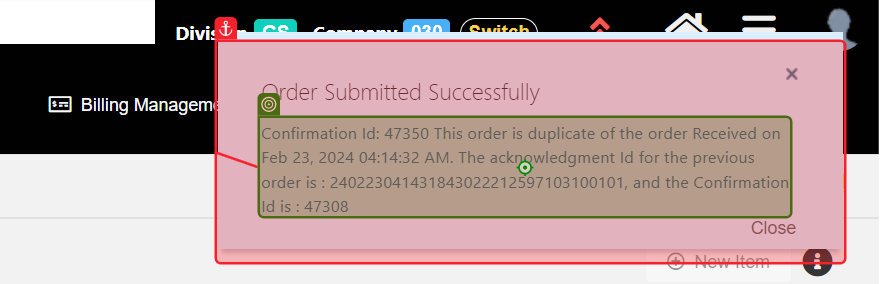 Division GS Company 030 Switch
Billing Manageme
Order Submitted Successfully
Confirmation Id: 47350 This order is duplicate of the order Received on
Feb 23, 2024 04:14:32 AM. The acknowledgment Id for the previous
order is : 240223041431843022212597103100101, and the Confirmation
Id is : 47308
Close
New Item